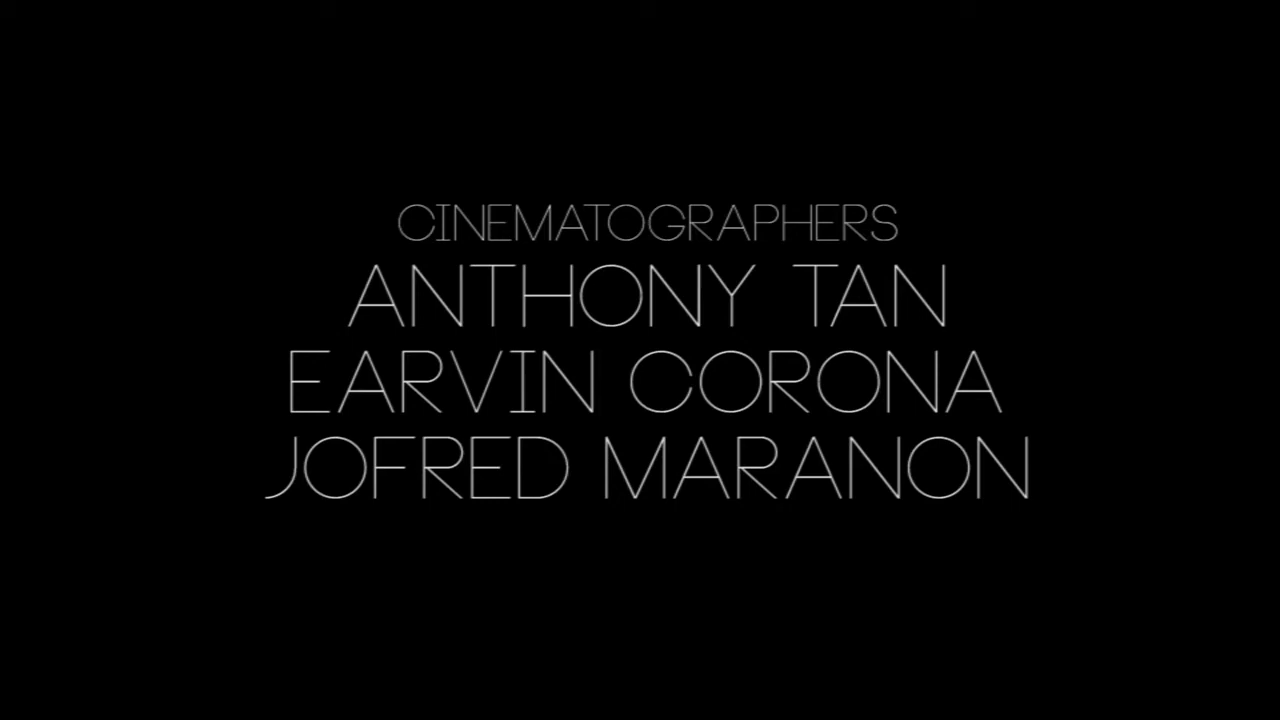 CINEMATOGRAPHERS
ANTHONY TAN
EARVIN CORONA
JOFRED MARANON